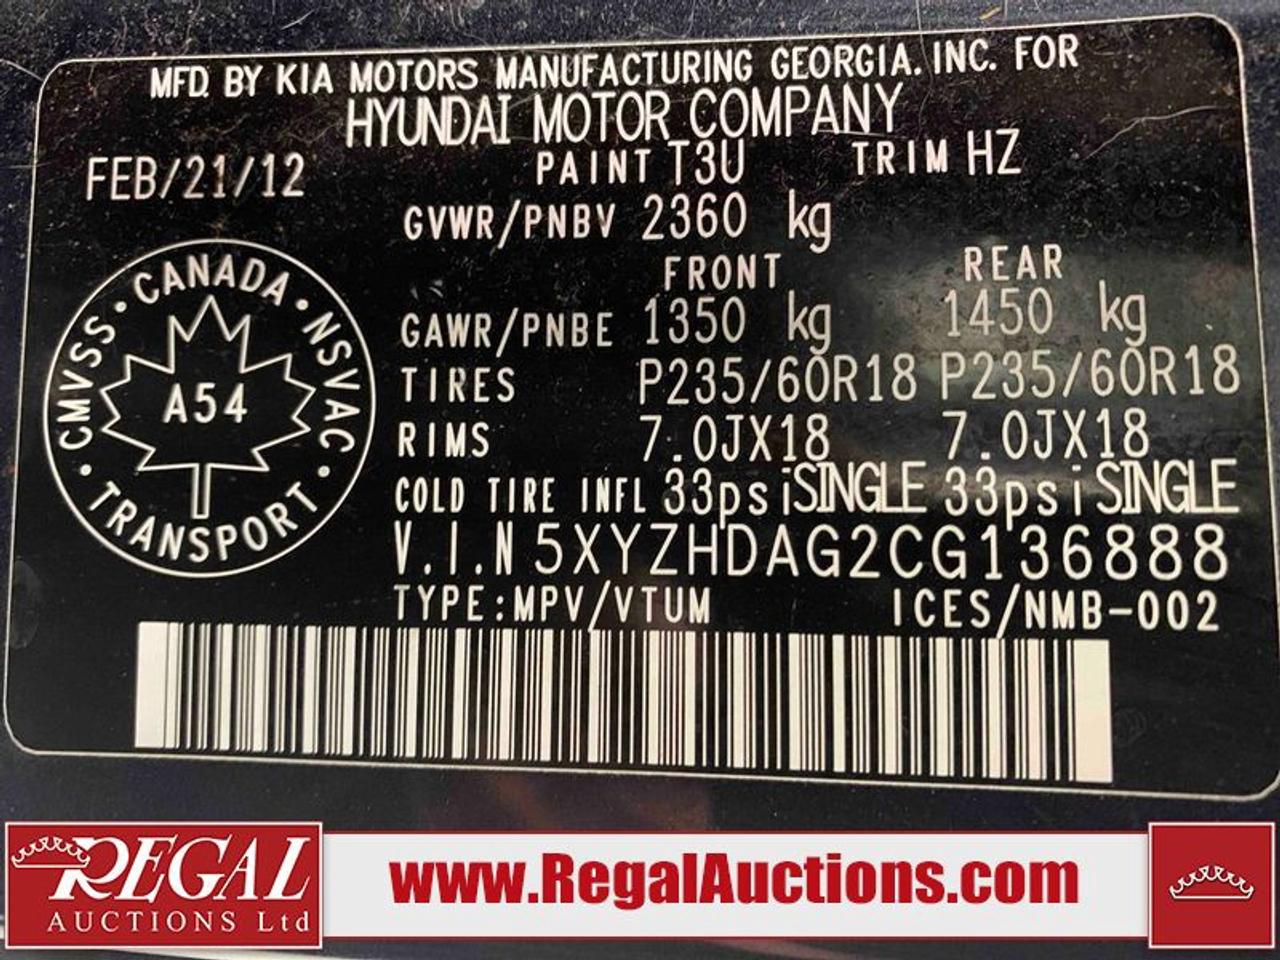 MFD. BY KIA MOTORS MANUFACTURING GEORGIA. INC. FOR
HYUNDAI MOTOR COMPANY
FEB/21/12 PAINT T3U TRIM HZ
GVWR/PNBV 2360 kg
FRONT REAR
GAWR/PNBE 1350 kg 1450 kg
TIRES P235/60R18 P235/60R18
RIMS 7.0JX18 7.0JX18
COLD TIRE INFL 33psiSINGLE 33psiSINGLE
V.I.N 5XYZHDAG2CG136888
TYPE:MPV/VTUM ICES/NMB-002
CMVSS • CANADA • NSVAC • TRANSPORT •
A54
REGAL
AUCTIONS Ltd
www.RegalAuctions.com